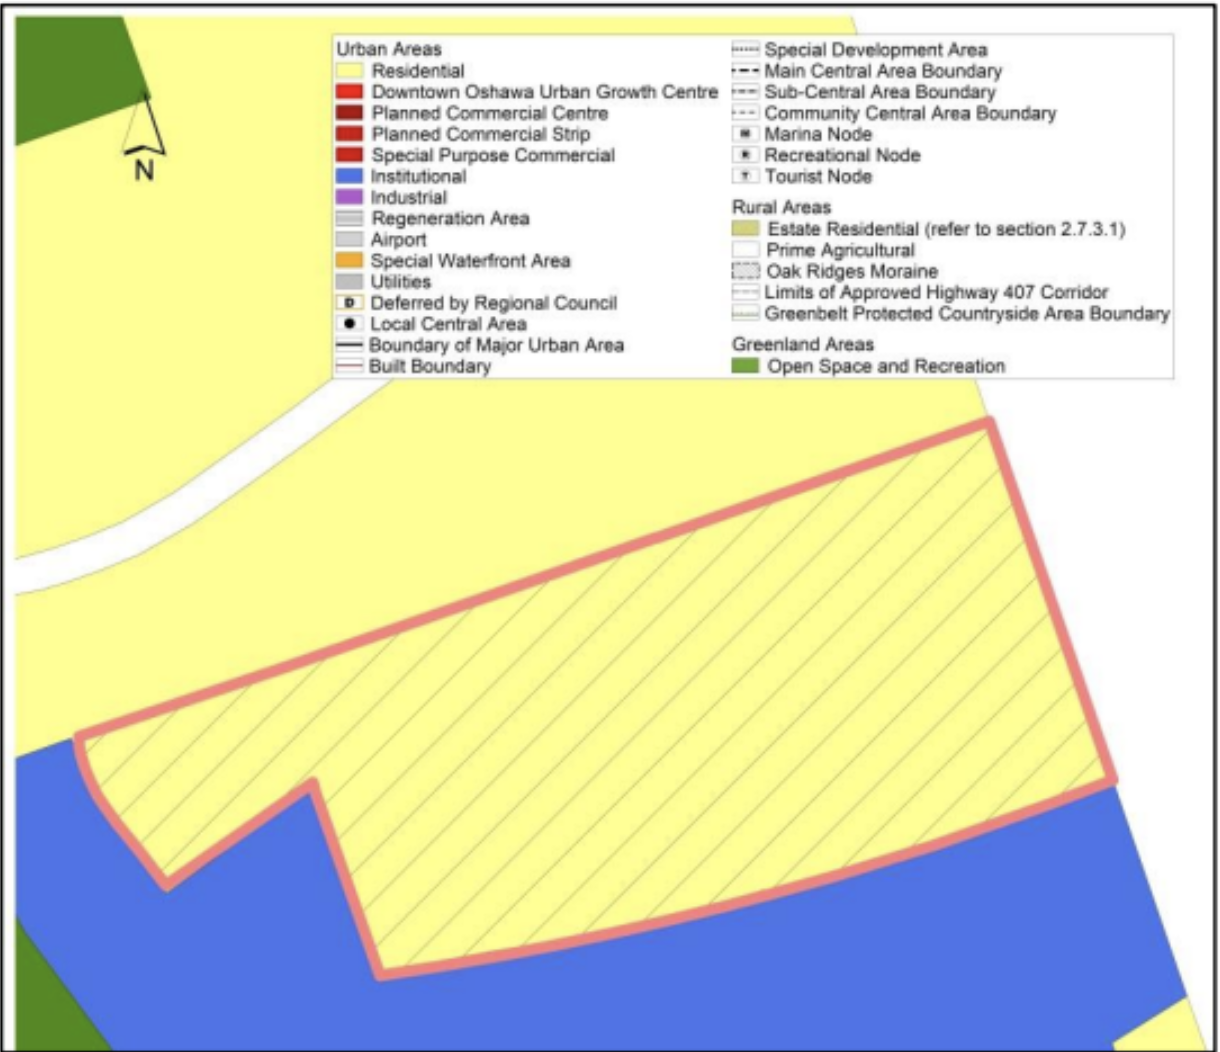 N
Urban Areas
Residential
Downtown Oshawa Urban Growth Centre
Planned Commercial Centre
Planned Commercial Strip
Special Purpose Commercial
Institutional
Industrial
Regeneration Area
Airport
Special Waterfront Area
Utilities
D Deferred by Regional Council
Local Central Area
Boundary of Major Urban Area
Built Boundary
Special Development Area
Main Central Area Boundary
Sub-Central Area Boundary
Community Central Area Boundary
M Marina Node
R Recreational Node
T Tourist Node
Rural Areas
Estate Residential (refer to section 2.7.3.1)
Prime Agricultural
Oak Ridges Moraine
Limits of Approved Highway 407 Corridor
Greenbelt Protected Countryside Area Boundary
Greenland Areas
Open Space and Recreation